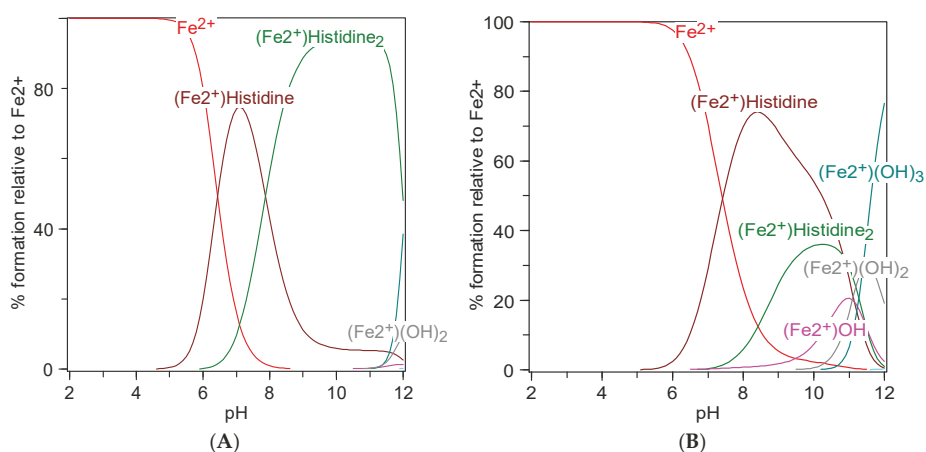 Fe2+
(Fe2+)Histidine2
(Fe2+)Histidine
(Fe2+)(OH)2
% formation relative to Fe2+
80
40
0
2
4
6
8
10
12
pH
(A)
Fe2+
(Fe2+)Histidine
(Fe2+)(OH)3
(Fe2+)Histidine2
(Fe2+)(OH)2
(Fe2+)OH
% formation relative to Fe2+
100
80
60
40
20
0
2
4
6
8
10
12
pH
(B)